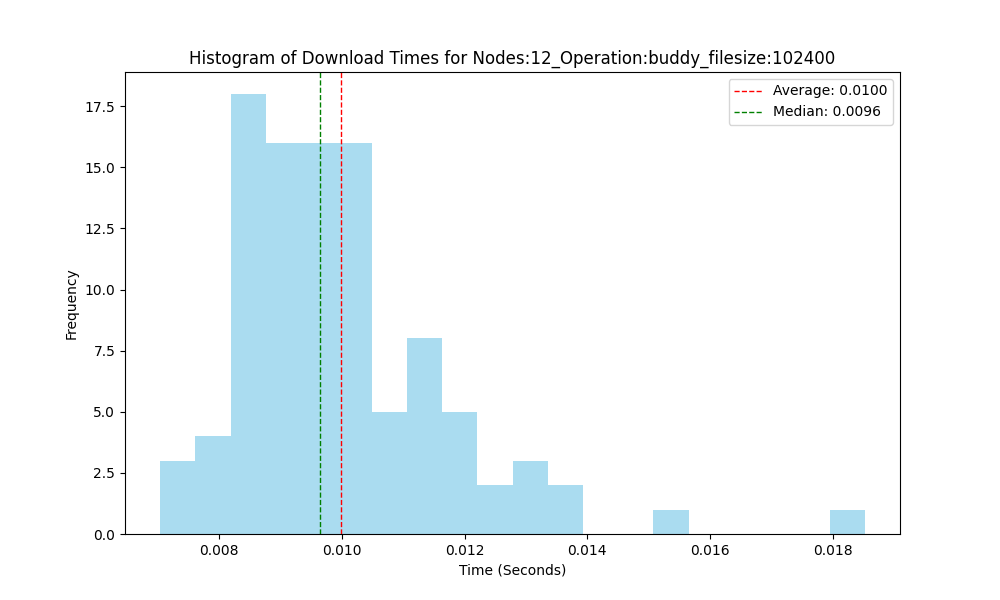 Histogram of Download Times for Nodes:12_Operation:buddy_filesize:102400
Average: 0.0100
Median: 0.0096
17.5
15.0
12.5
10.0
7.5
5.0
2.5
0.0
Frequency
0.008
0.010
0.012
0.014
0.016
0.018
Time (Seconds)